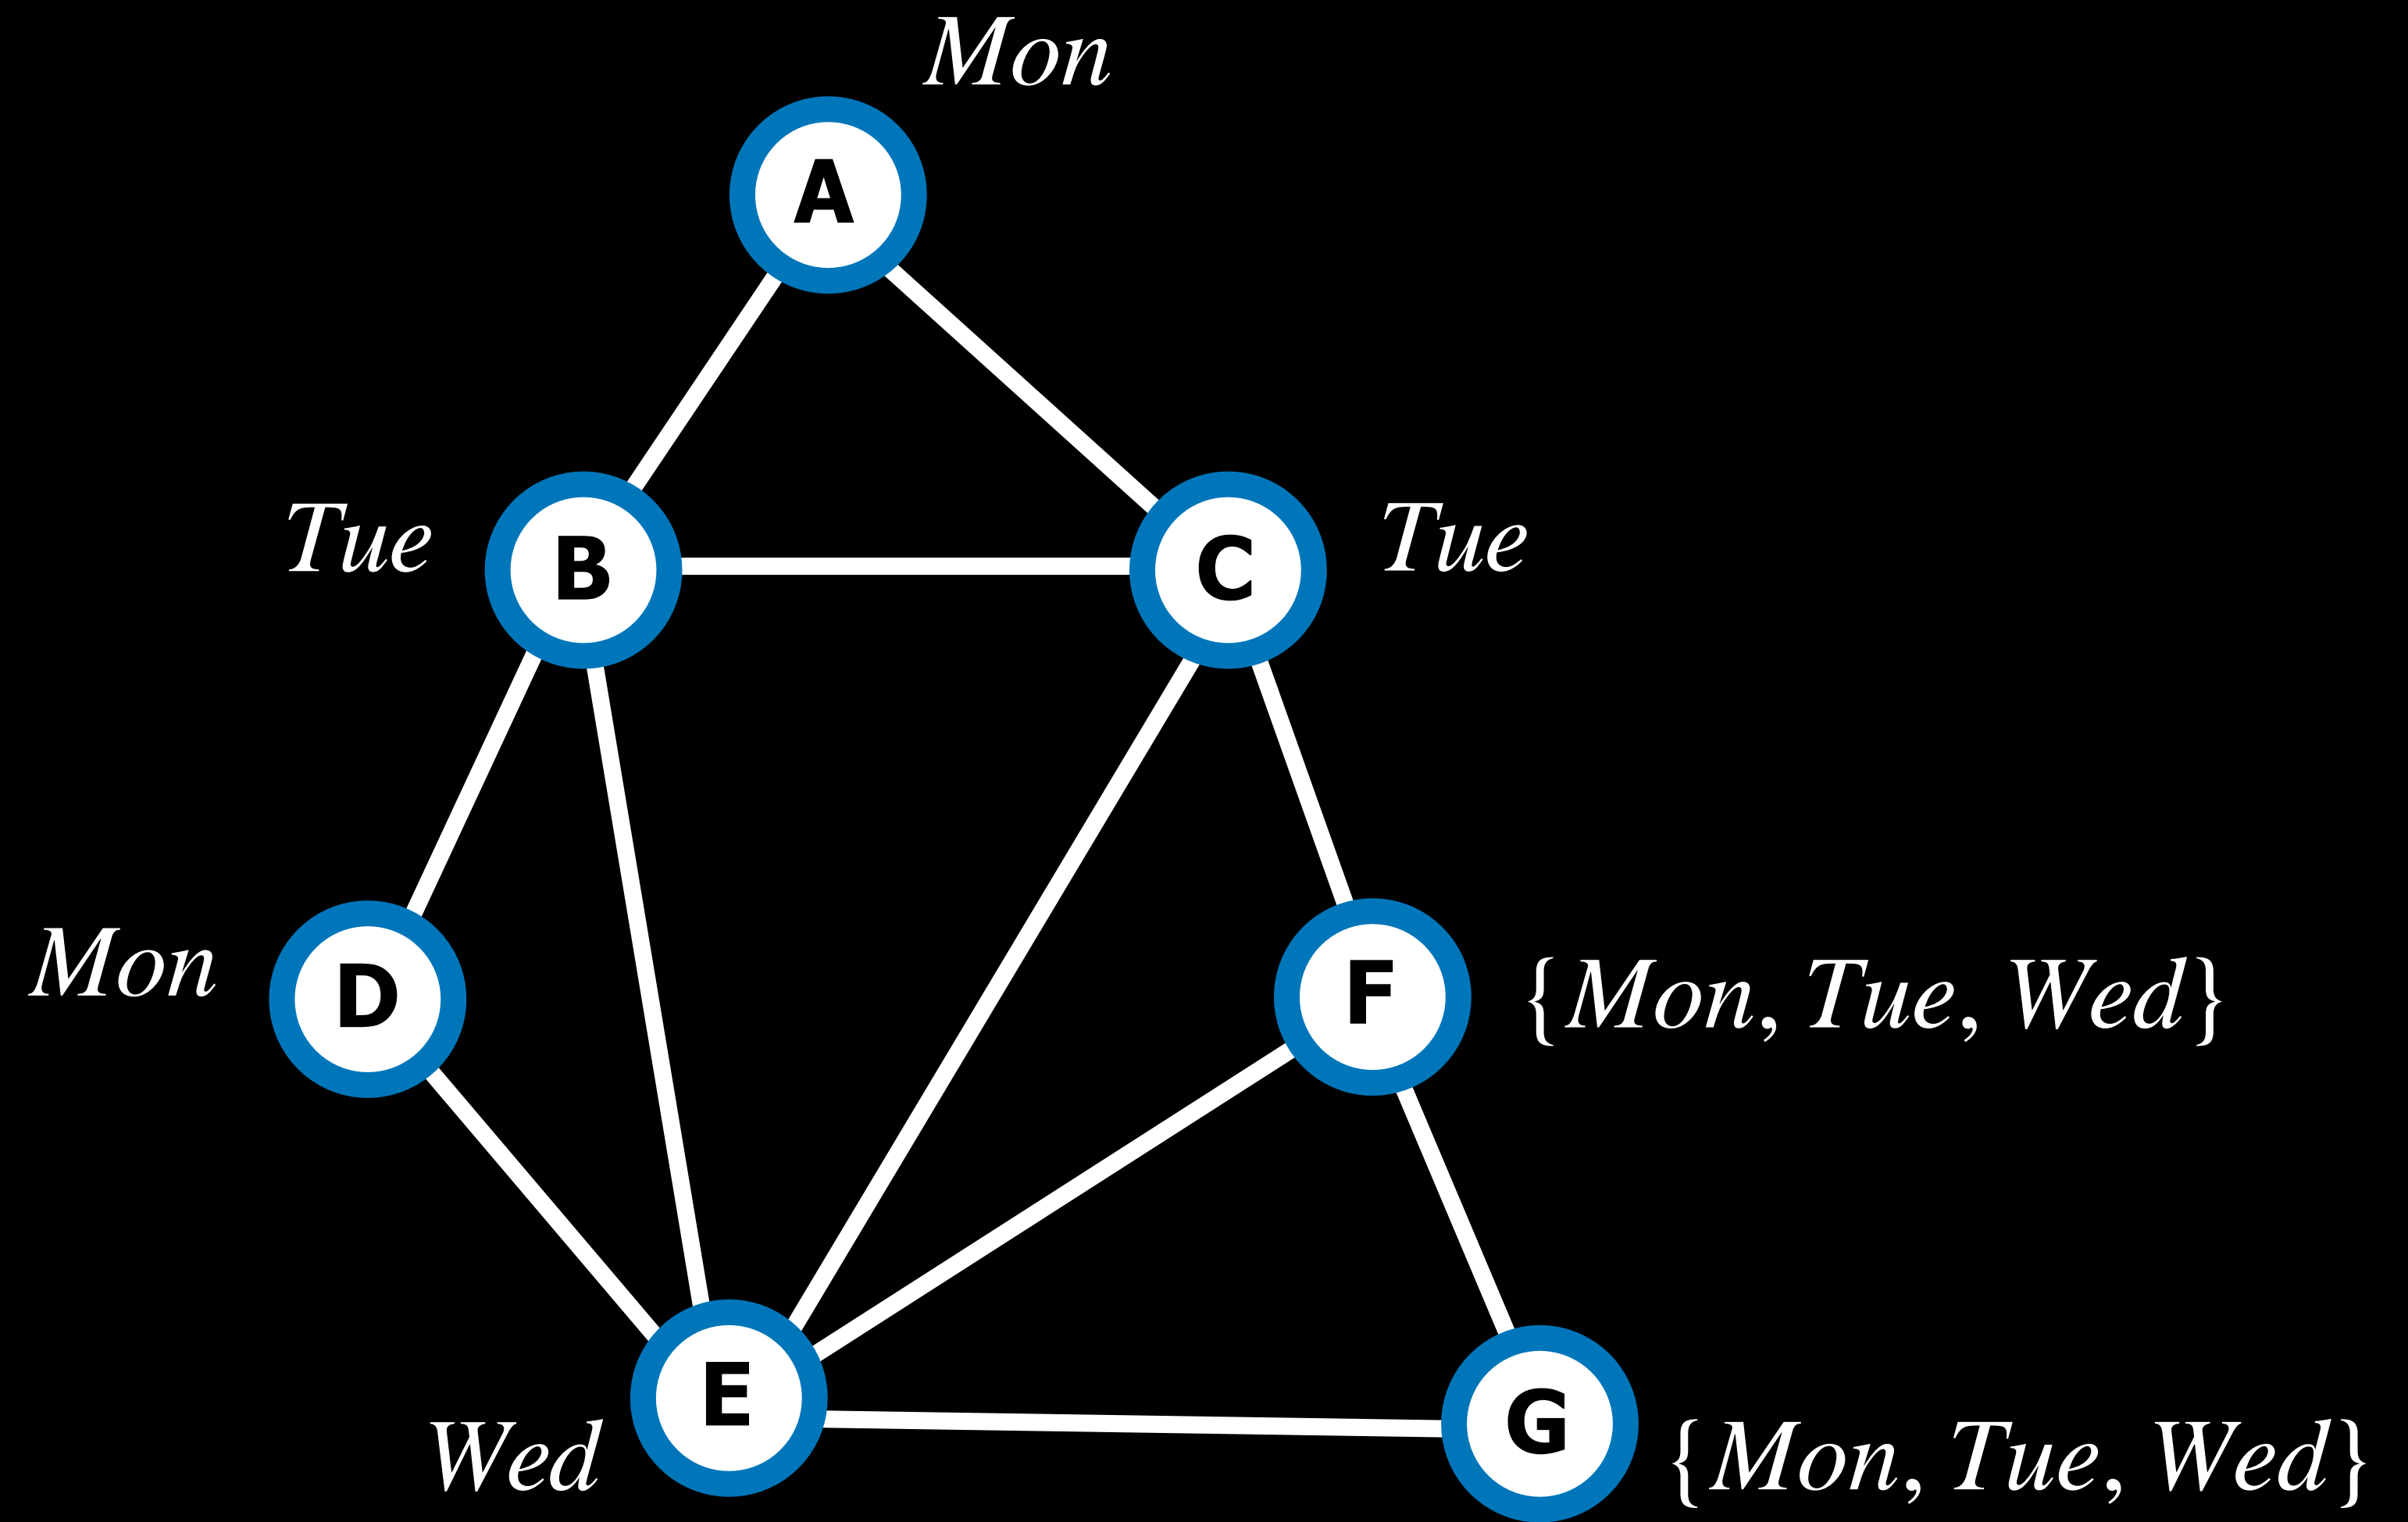 Mon
A
Tue
B
C
Tue
Mon
D
F
{Mon, Tue, Wed}
E
Wed
G
{Mon, Tue, Wed}